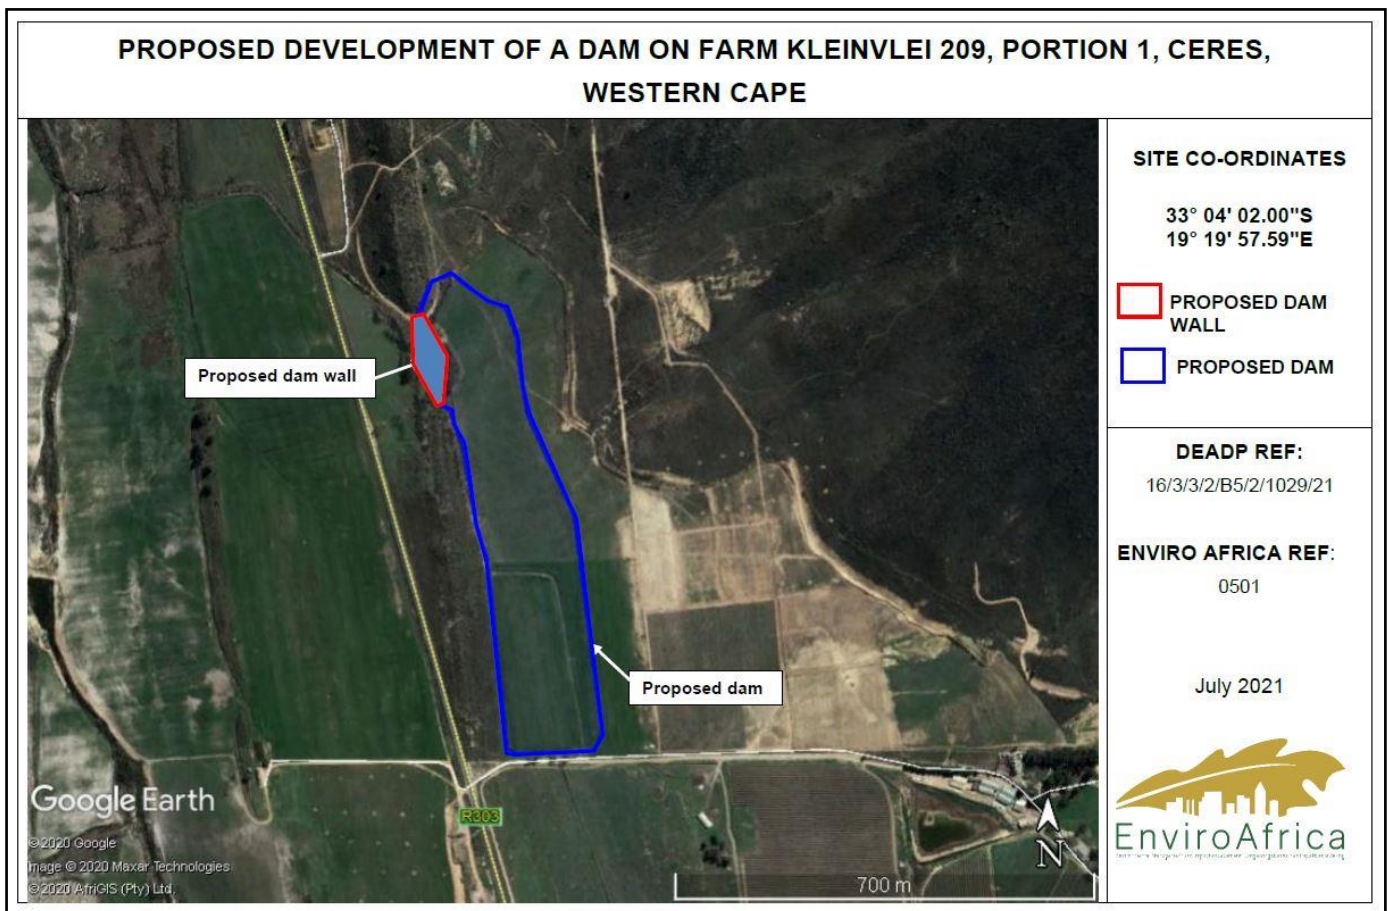 PROPOSED DEVELOPMENT OF A DAM ON FARM KLEINVLEI 209, PORTION 1, CERES,
WESTERN CAPE
SITE CO-ORDINATES
33° 04' 02.00"S
19° 19' 57.59"E
PROPOSED DAM
WALL
PROPOSED DAM
DEADP REF:
16/3/3/2/B5/2/1029/21
ENVIRO AFRICA REF:
0501
July 2021
EnviroAfrica
Proposed dam wall
Proposed dam
R303
Google Earth
©2020 Google
Image © 2020 Maxar Technologies
©2020 AfriGIS (Pty) Ltd.
700 m
N